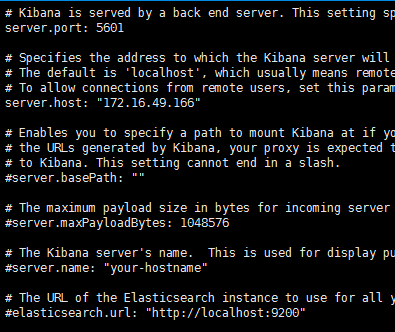 # Kibana is served by a back end server. This setting sp
server.port: 5601
# Specifies the address to which the Kibana server will
# The default is 'localhost', which usually means remote
# To allow connections from remote users, set this param
server.host: "172.16.49.166"
# Enables you to specify a path to mount Kibana at if yo
# the URLs generated by Kibana, your proxy is expected t
# to Kibana. This setting cannot end in a slash.
#server.basePath: ""
# The maximum payload size in bytes for incoming server
#server.maxPayloadBytes: 1048576
# The Kibana server's name.  This is used for display pu
#server.name: "your-hostname"
# The URL of the Elasticsearch instance to use for all y
#elasticsearch.url: "http://localhost:9200"